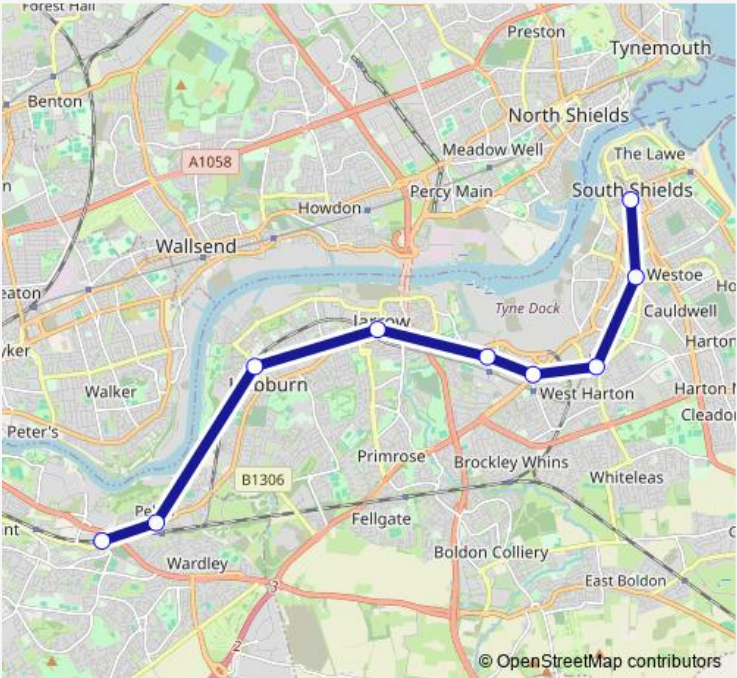 Forest Hall
Preston
Tynemouth
Benton
North Shields
A1058
Meadow Well
The Lawe
Percy Main
South Shields
Howdon
Wallsend
Westoe
eaton
Tyne Dock
Cauldwell
Jarrow
Harton
yker
Walker
West Harton
Harton
Cleadon
Peter's
Primrose
Brockley Whins
B1306
Whiteleas
Fellgate
Wardley
Boldon Colliery
East Boldon
3
2
© OpenStreetMap contributors